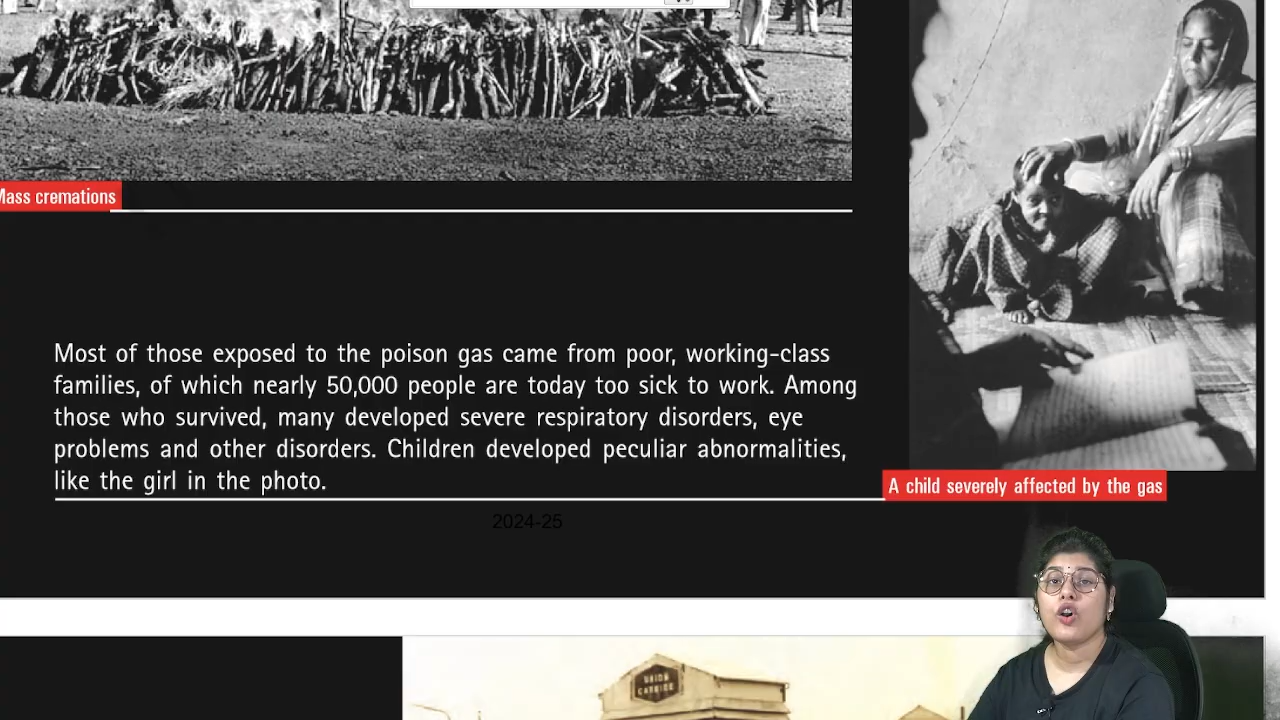 Mass cremations
Most of those exposed to the poison gas came from poor, working-class
families, of which nearly 50,000 people are today too sick to work. Among
those who survived, many developed severe respiratory disorders, eye
problems and other disorders. Children developed peculiar abnormalities,
like the girl in the photo.
A child severely affected by the gas
2024-25
UNION
CARBIDE